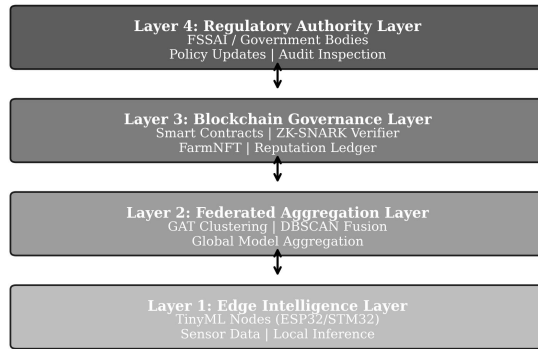 Layer 4: Regulatory Authority Layer
FSSAI / Government Bodies
Policy Updates | Audit Inspection
Layer 3: Blockchain Governance Layer
Smart Contracts | ZK-SNARK Verifier
FarmNFT | Reputation Ledger
Layer 2: Federated Aggregation Layer
GAT Clustering | DBSCAN Fusion
Global Model Aggregation
Layer 1: Edge Intelligence Layer
TinyML Nodes (ESP32/STM32)
Sensor Data | Local Inference